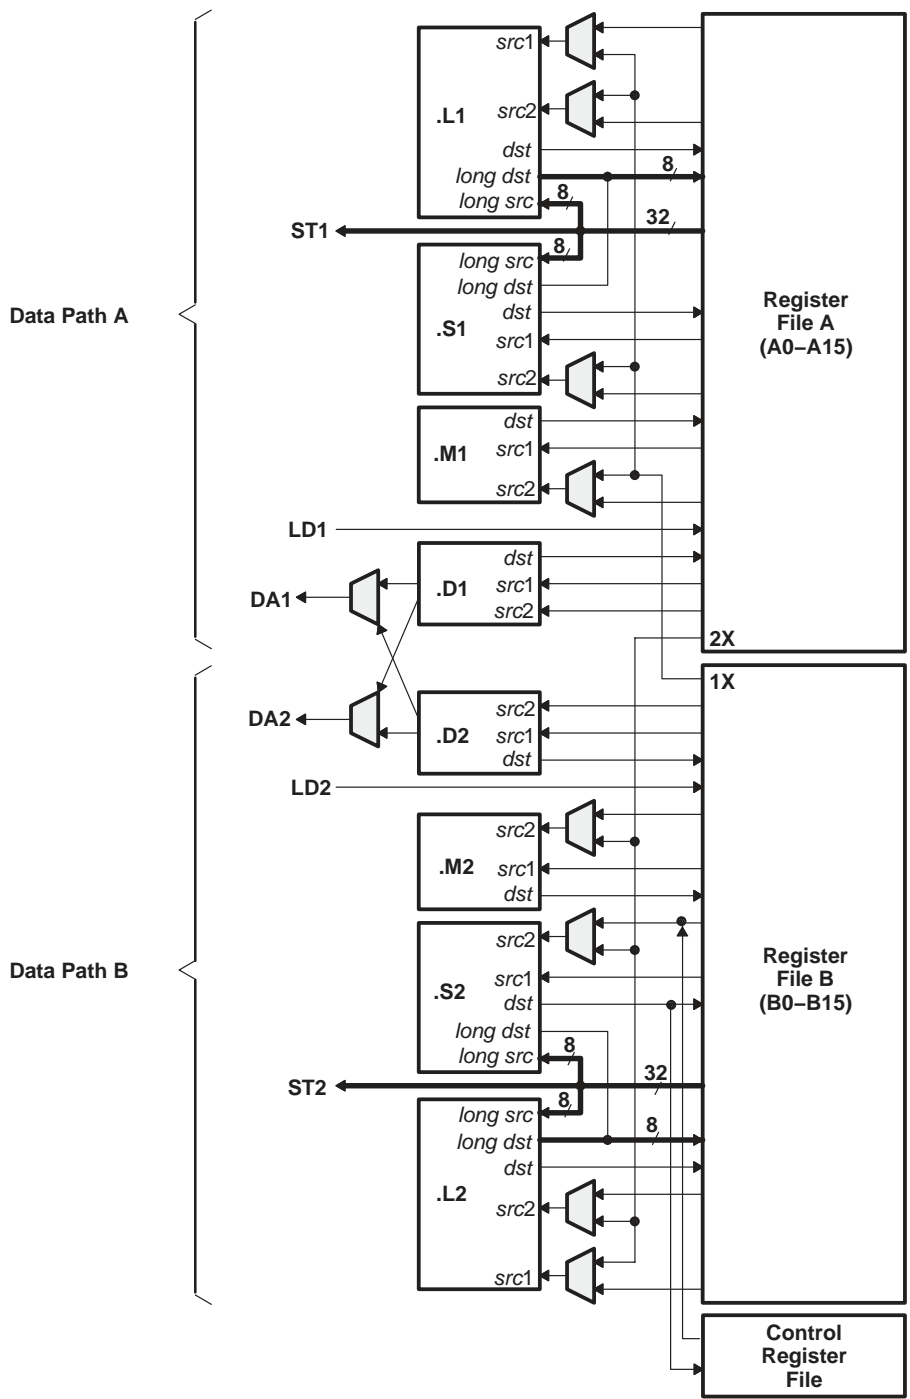 src1
.L1
src2
dst
long dst
8
8
long src
ST1
32
8
long src
long dst
Data Path A
dst
.S1
src1
src2
Register
File A
(A0–A15)
dst
.M1
src1
src2
LD1
dst
DA1
.D1
src1
src2
2X
1X
DA2
src2
.D2
src1
dst
LD2
src2
.M2
src1
dst
src2
Data Path B
.S2
src1
dst
long dst
8
long src
Register
File B
(B0–B15)
ST2
32
8
long src
8
long dst
dst
.L2
src2
src1
Control
Register
File